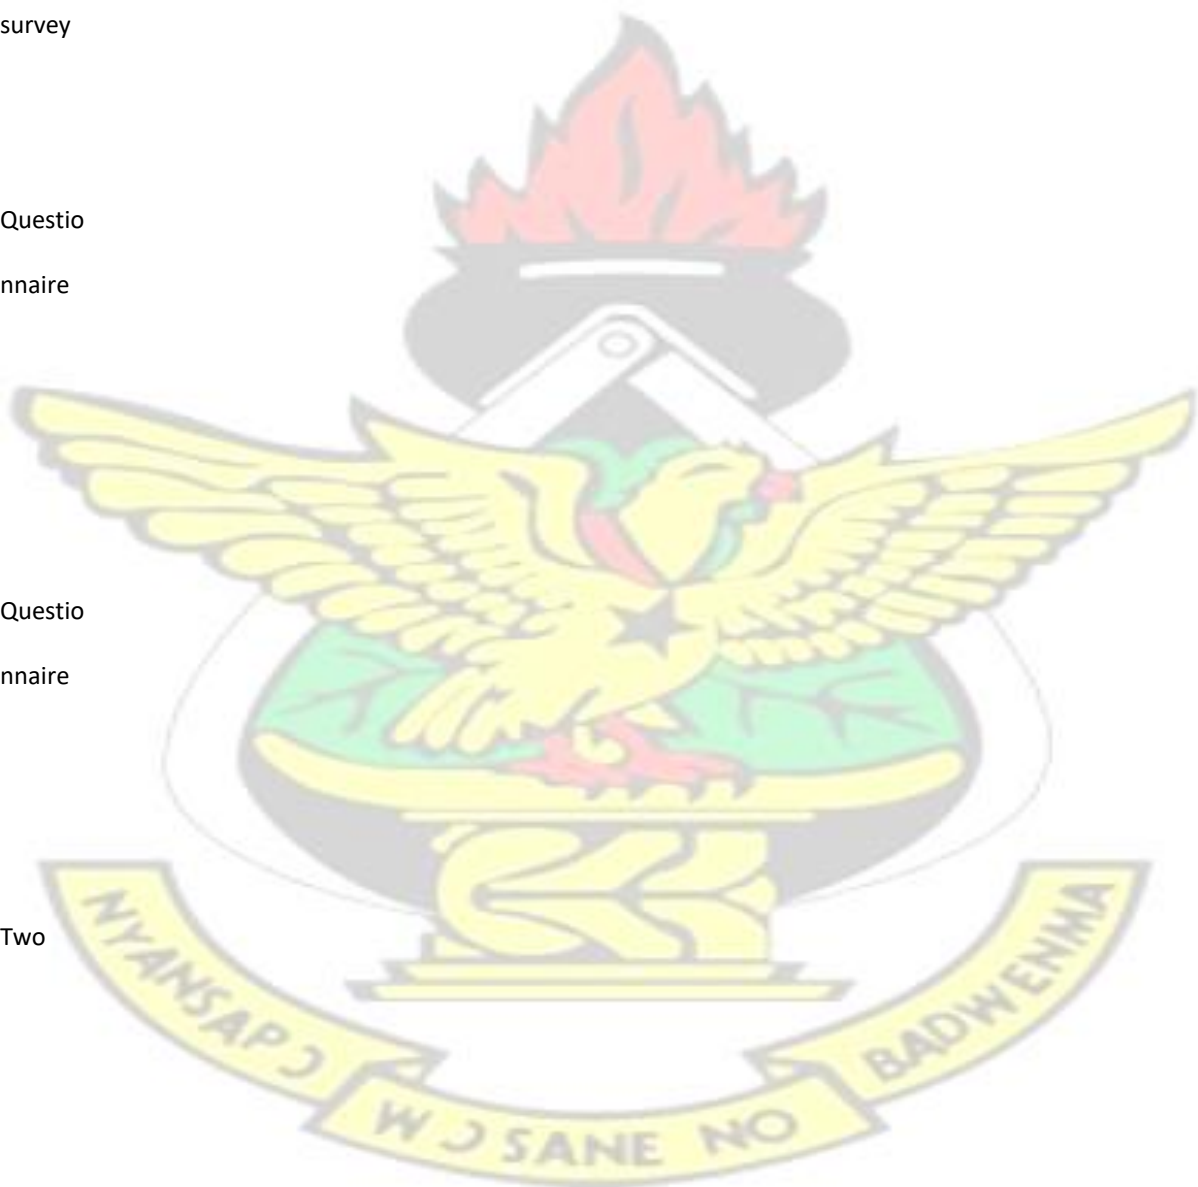 survey
Questio
nnaire
Questio
nnaire
Two
NYANSAPƆ
WƆSANE NO
BADWENMA